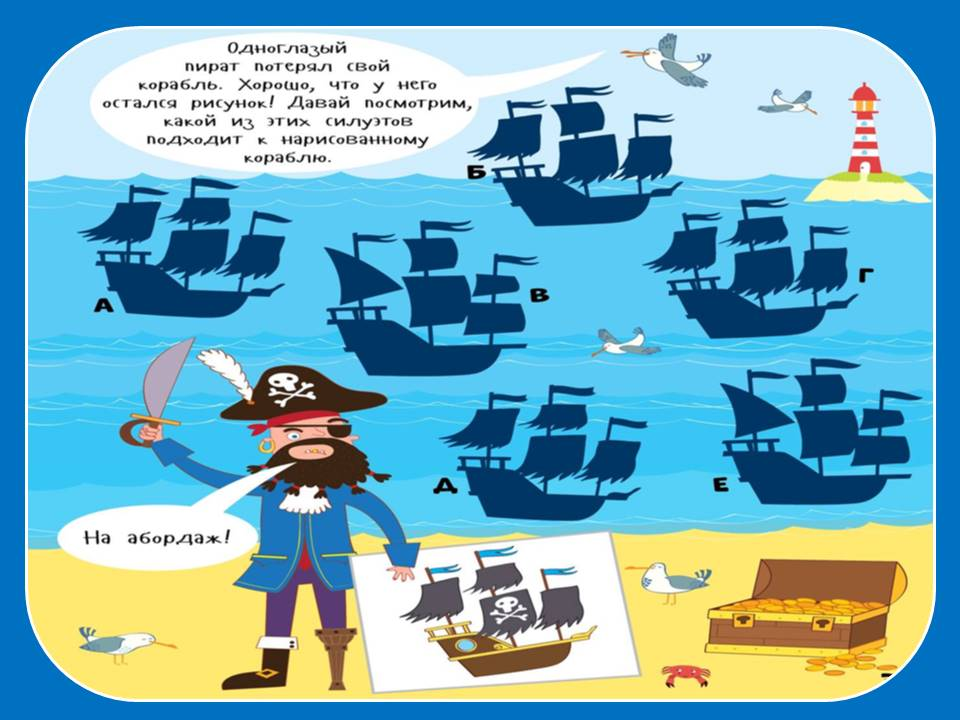 Одноглазый
пират потерял свой
корабль. Хорошо, что у него
остался рисунок! Давай посмотрим,
какой из этих силуэтов
подходит к нарисованному
кораблю.
Б
А
В
Г
Д
Е
На абордаж!